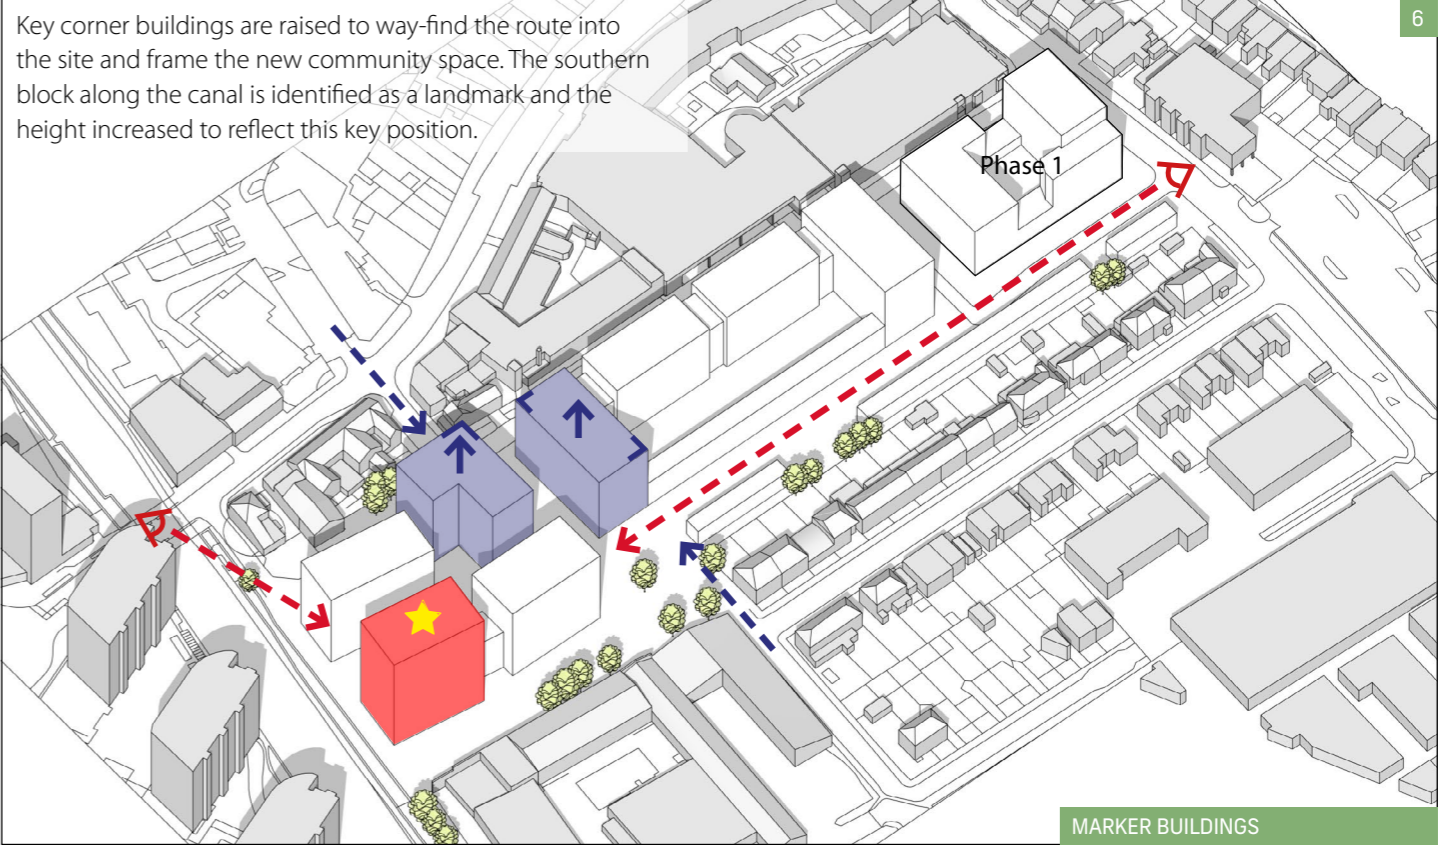 Key corner buildings are raised to way-find the route into
the site and frame the new community space. The southern
block along the canal is identified as a landmark and the
height increased to reflect this key position.
6
Phase 1
MARKER BUILDINGS